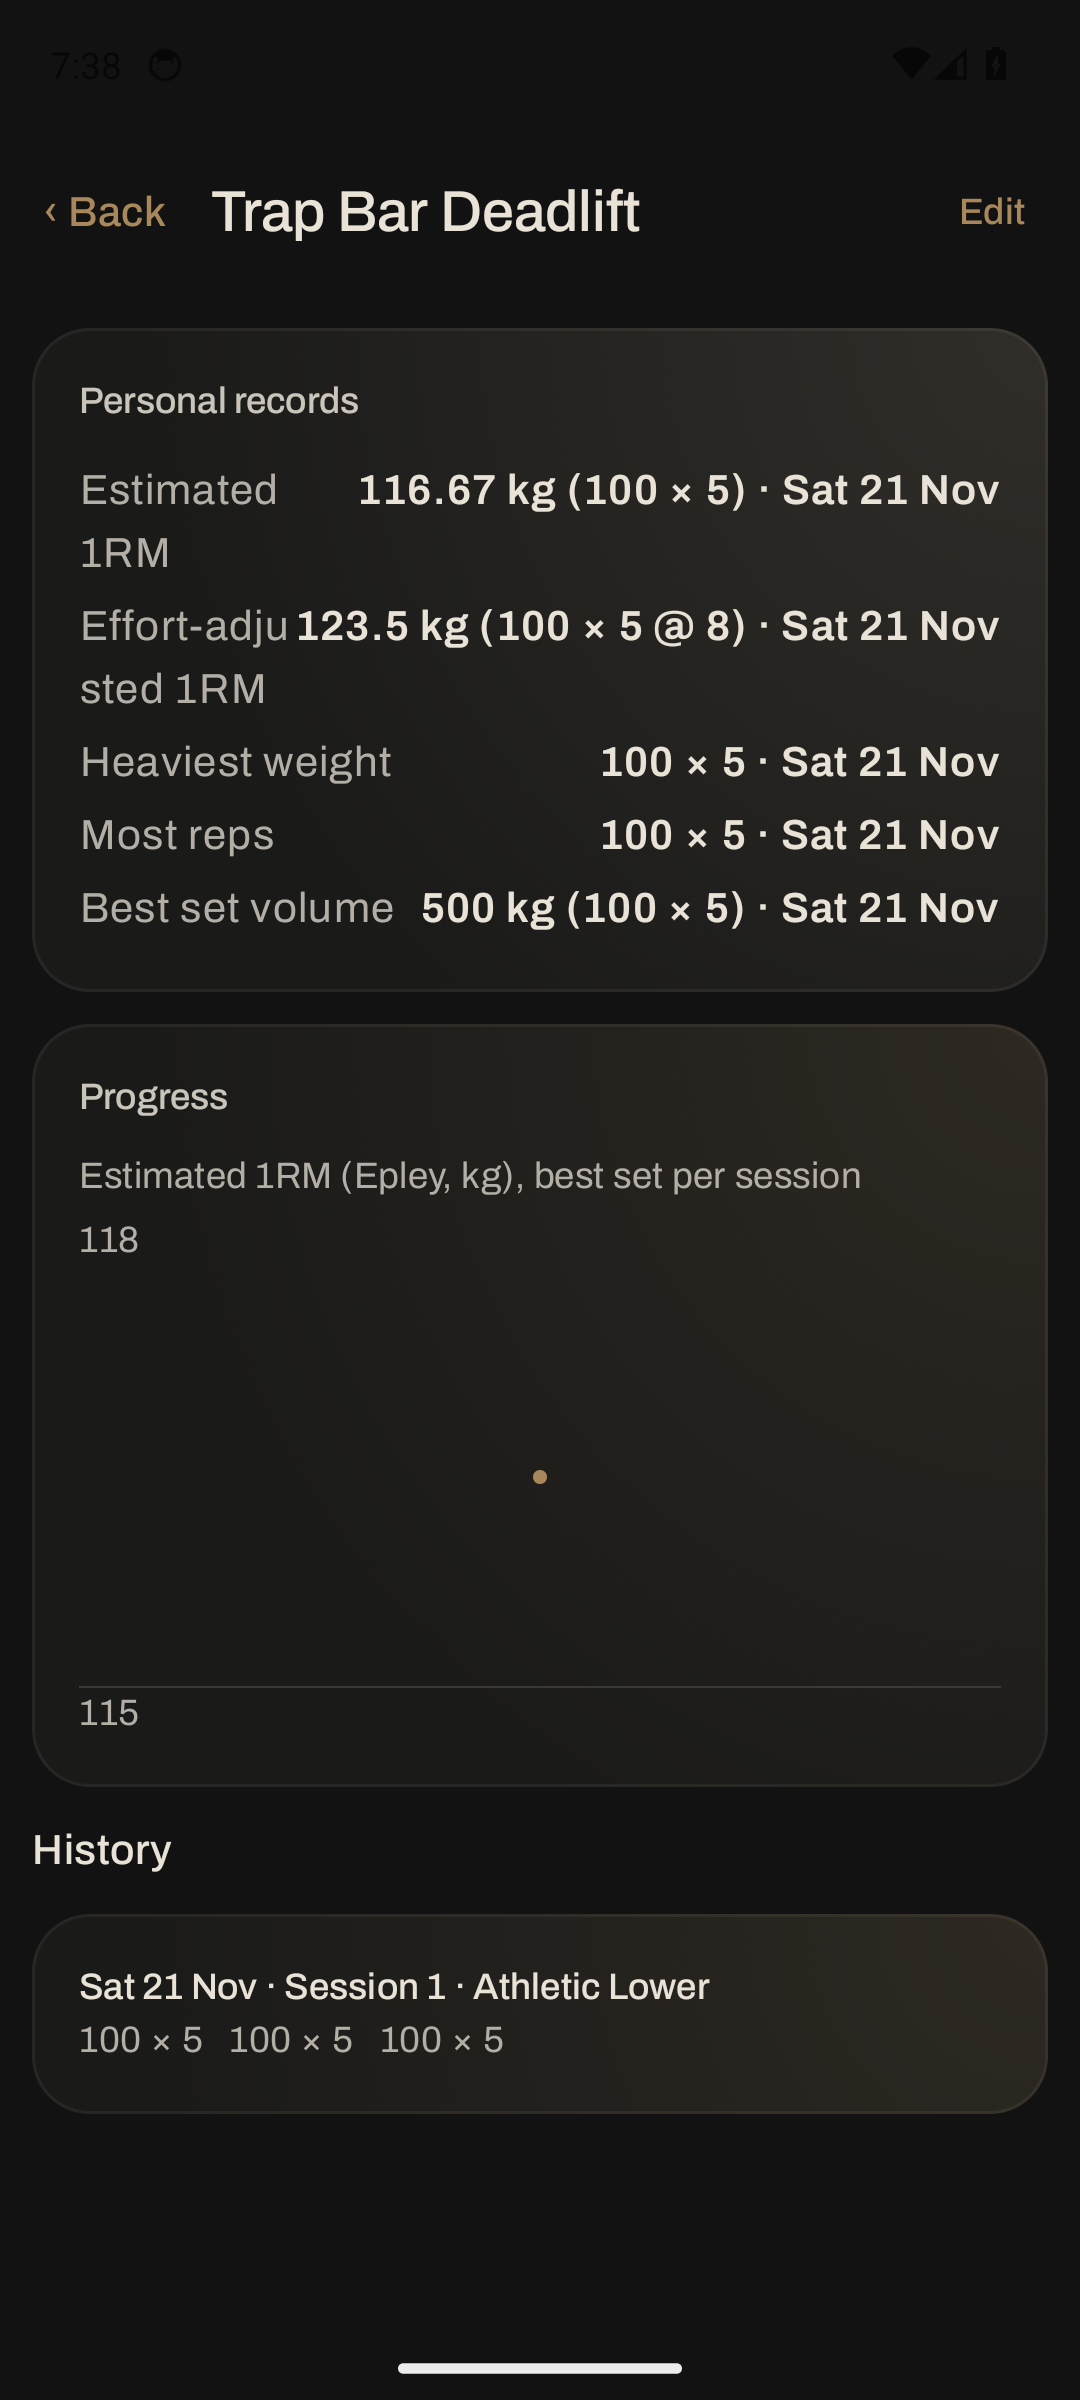 7:38
‹ Back Trap Bar Deadlift Edit
Personal records
Estimated 1RM 116.67 kg (100 × 5) · Sat 21 Nov
Effort-adjusted 1RM 123.5 kg (100 × 5 @ 8) · Sat 21 Nov
Heaviest weight 100 × 5 · Sat 21 Nov
Most reps 100 × 5 · Sat 21 Nov
Best set volume 500 kg (100 × 5) · Sat 21 Nov
Progress
Estimated 1RM (Epley, kg), best set per session
118
115
History
Sat 21 Nov · Session 1 · Athletic Lower
100 × 5 100 × 5 100 × 5